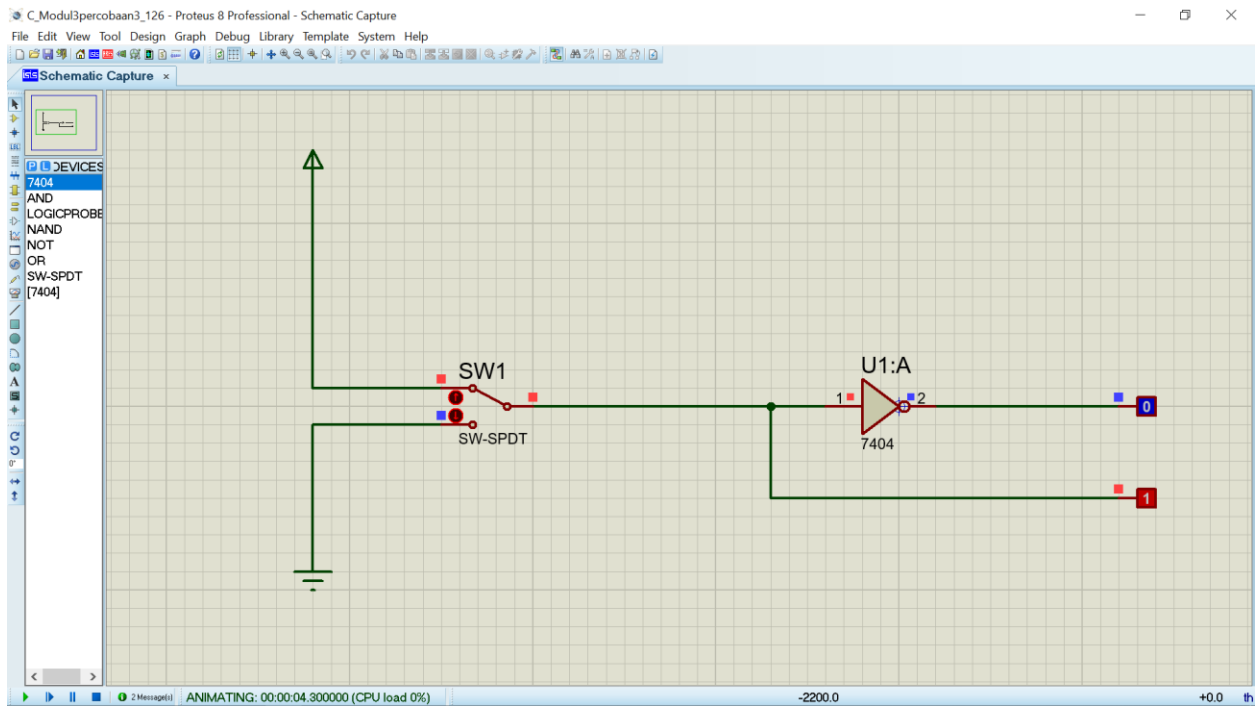 C_Modul3percobaan3_126 - Proteus 8 Professional - Schematic Capture
File Edit View Tool Design Graph Debug Library Template System Help
Schematic Capture ×
P L DEVICES
7404
AND
LOGICPROBE
NAND
NOT
OR
SW-SPDT
[7404]
SW1
SW-SPDT
U1:A
1
2
7404
0
1
0°
2 Message(s)
ANIMATING: 00:00:04.300000 (CPU load 0%)
-2200.0
+0.0
th